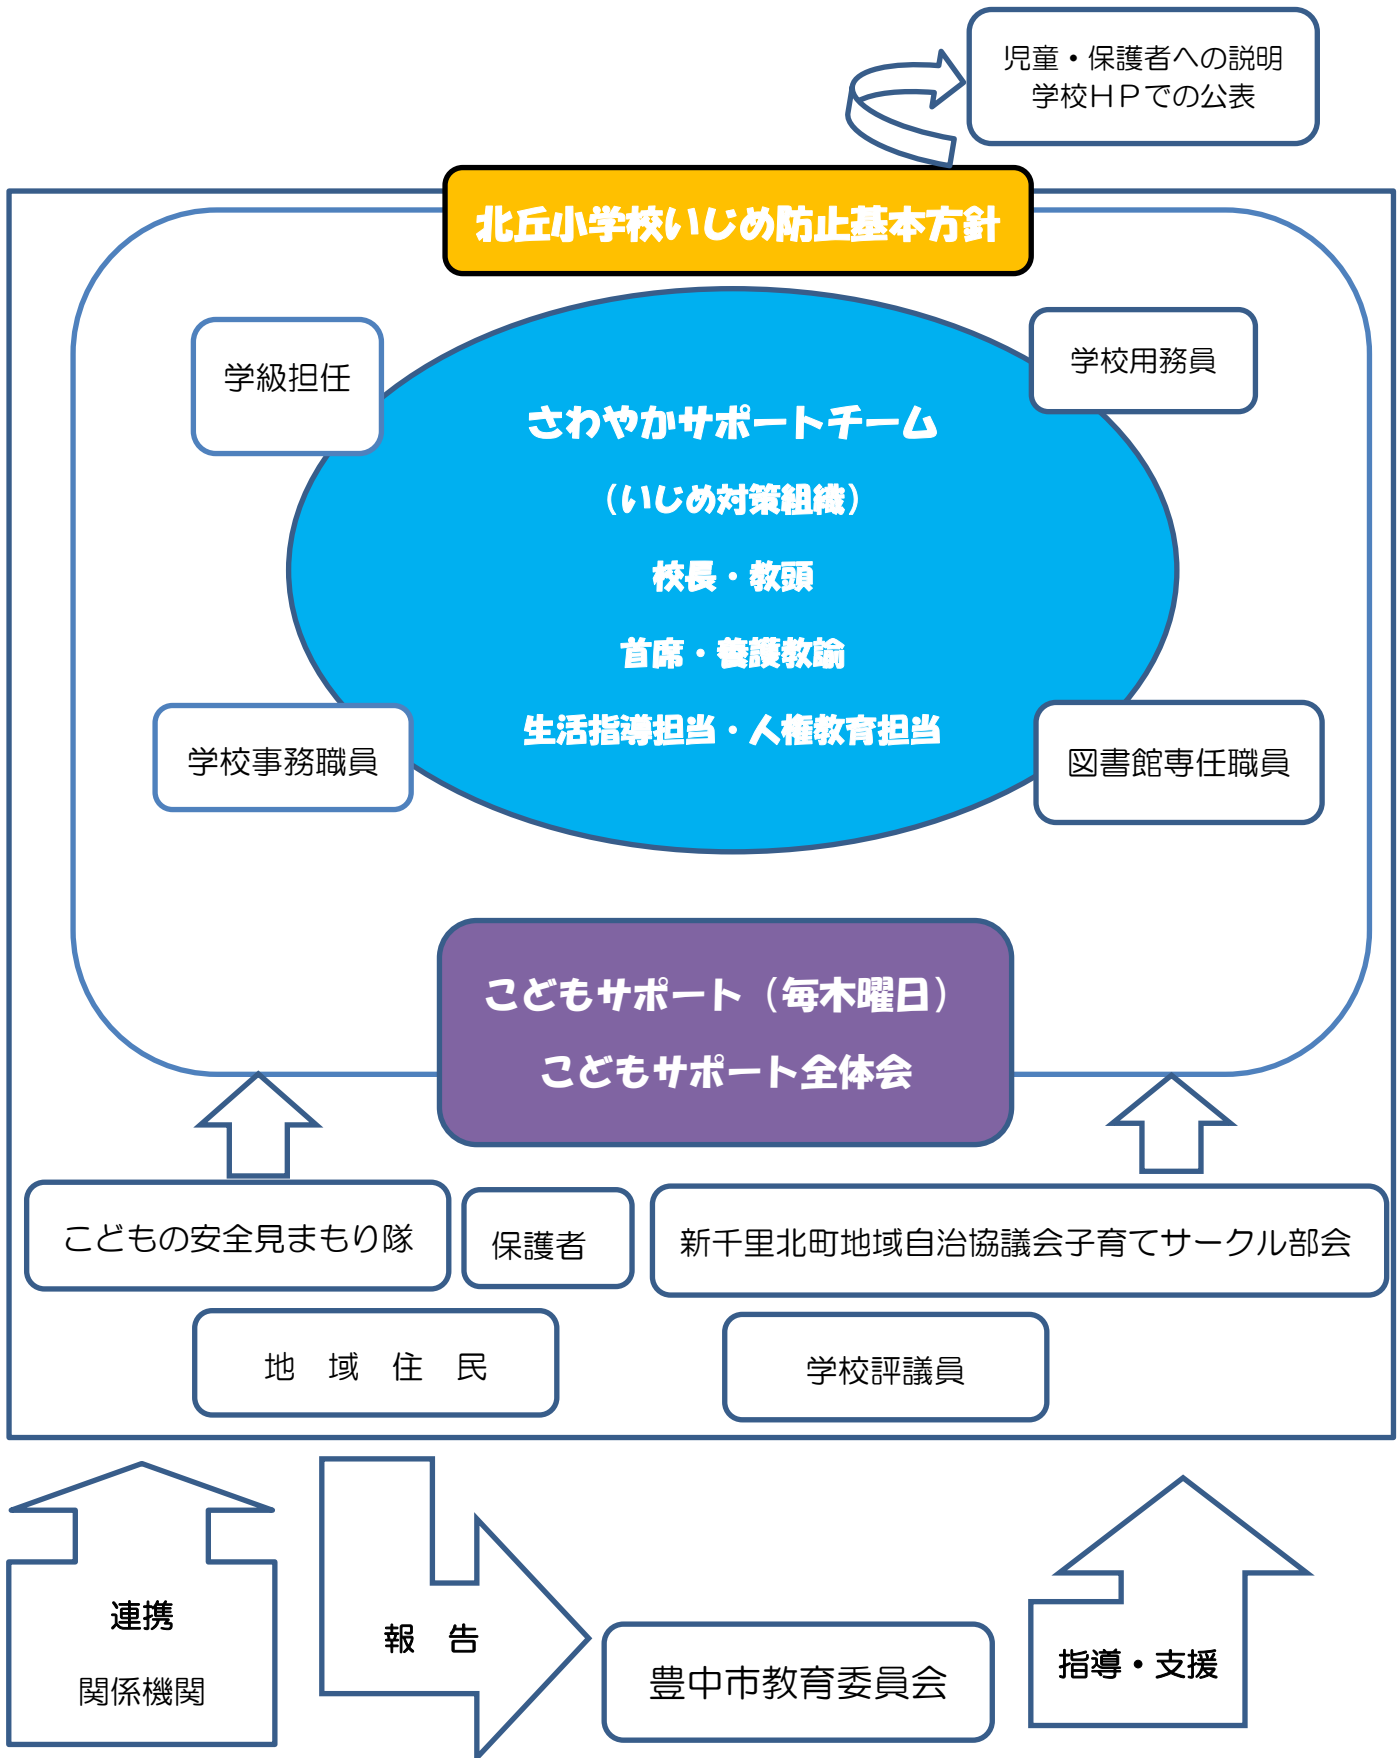 児童・保護者への説明
学校ＨＰでの公表
北丘小学校いじめ防止基本方針
学級担任
学校用務員
さわやかサポートチーム
（いじめ対策組織）
校長・教頭
首席・養護教諭
生活指導担当・人権教育担当
学校事務職員
図書館専任職員
こどもサポート（毎木曜日）
こどもサポート全体会
こどもの安全見まもり隊
保護者
新千里北町地域自治協議会子育てサークル部会
地　域　住　民
学校評議員
連携
関係機関
報　告
豊中市教育委員会
指導・支援